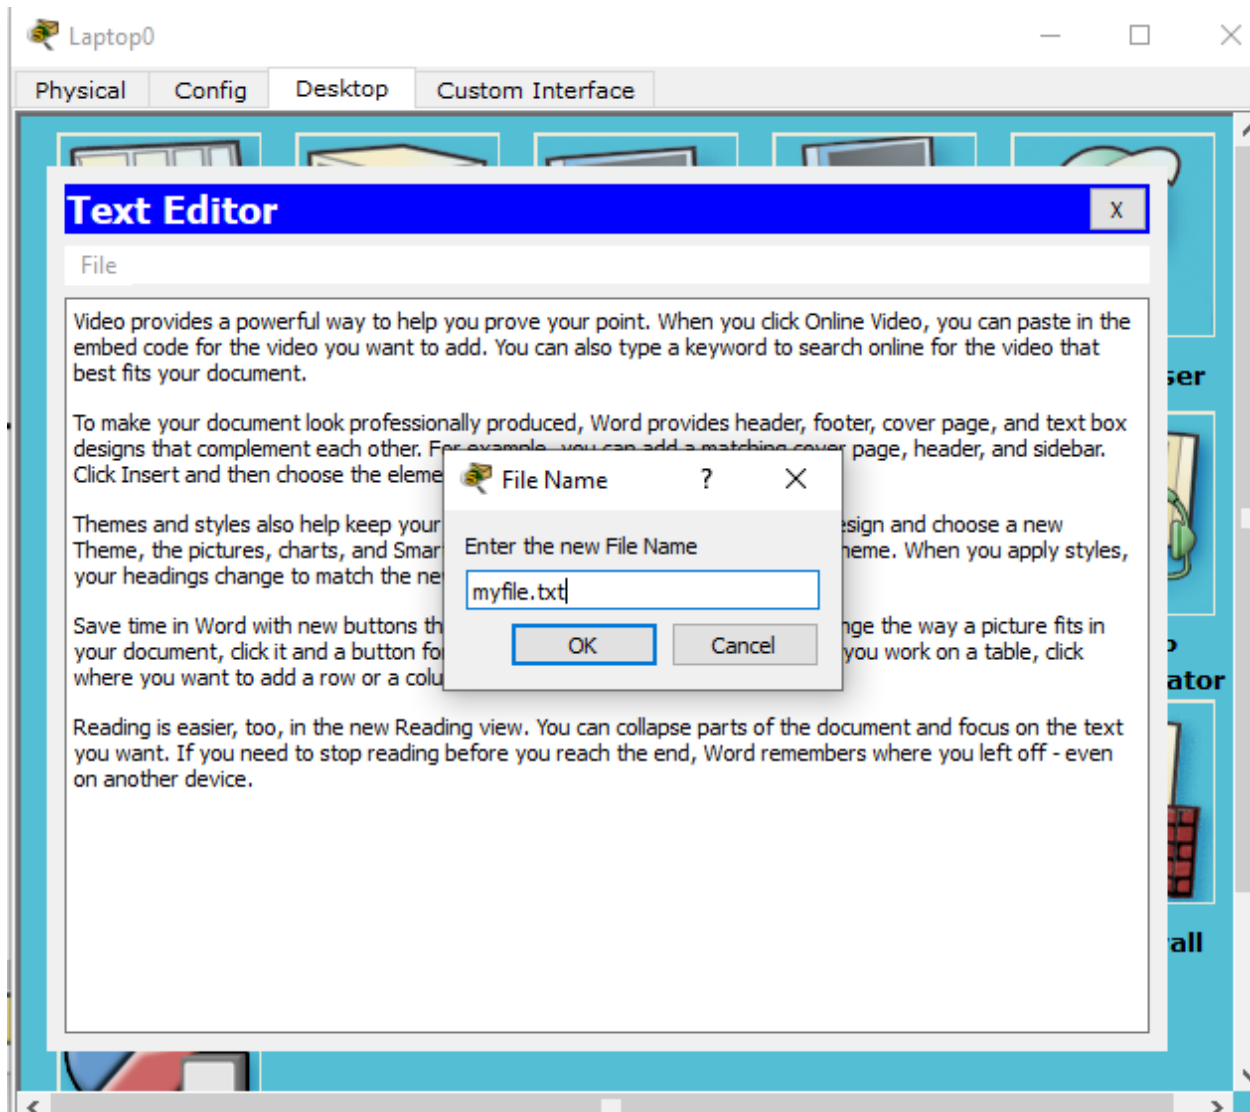 Laptop0
Physical Config Desktop Custom Interface
Text Editor X
File
Video provides a powerful way to help you prove your point. When you click Online Video, you can paste in the
embed code for the video you want to add. You can also type a keyword to search online for the video that
best fits your document.
To make your document look professionally produced, Word provides header, footer, cover page, and text box
designs that complement each other. For example, you can add a matching cover page, header, and sidebar.
Click Insert and then choose the eleme
Themes and styles also help keep your esign and choose a new
Theme, the pictures, charts, and Smar heme. When you apply styles,
your headings change to match the ne
Save time in Word with new buttons th nge the way a picture fits in
your document, click it and a button fo you work on a table, click
where you want to add a row or a colu
Reading is easier, too, in the new Reading view. You can collapse parts of the document and focus on the text
you want. If you need to stop reading before you reach the end, Word remembers where you left off - even
on another device.
File Name ?
Enter the new File Name
myfile.txt
OK Cancel
ser
ator
all